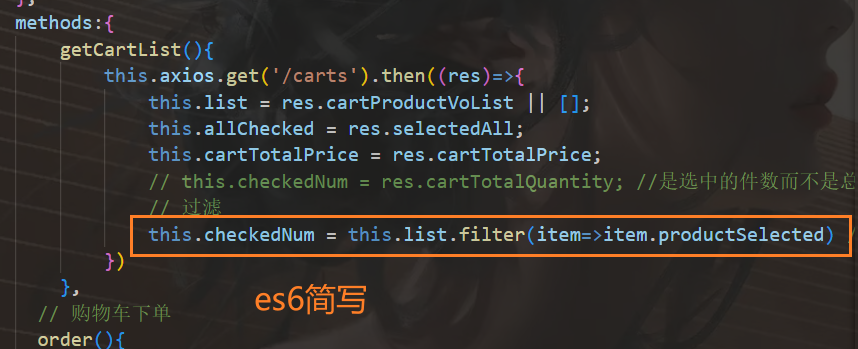 };
methods:{
getCartList(){
this.axios.get('/carts').then((res)=>{
this.list = res.cartProductVoList || [];
this.allChecked = res.selectedAll;
this.cartTotalPrice = res.cartTotalPrice;
// this.checkedNum = res.cartTotalQuantity; //是选中的件数而不是总
// 过滤
this.checkedNum = this.list.filter(item=>item.productSelected) /
})
},
es6简写
// 购物车下单
order(){